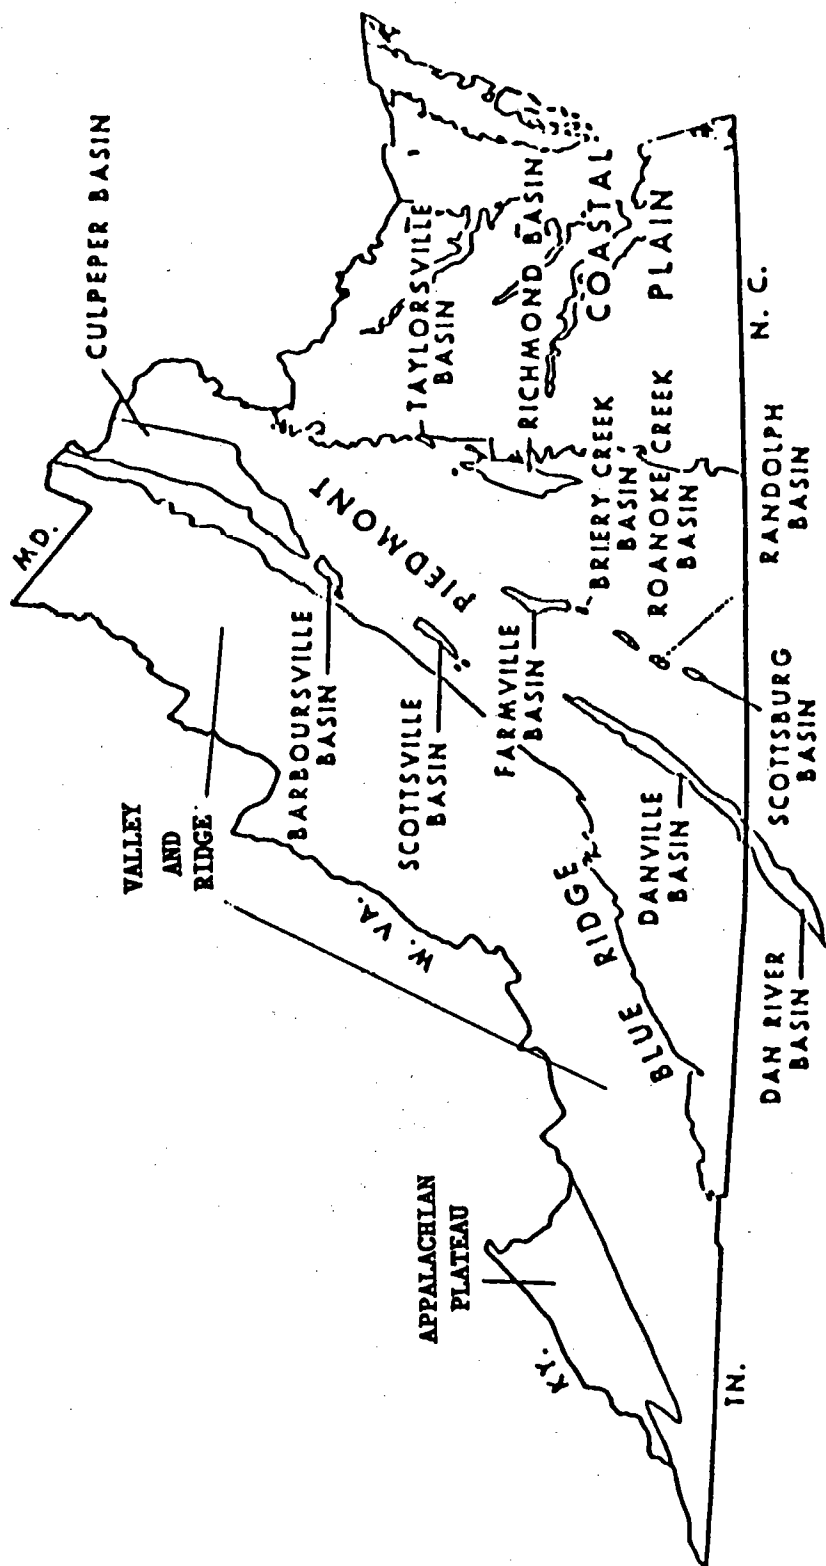 CULPEPER BASIN
MD.
VALLEY
AND
RIDGE
BARBOURSVILLE
BASIN
PIEDMONT
TAYLORSVILLE
BASIN
RICHMOND BASIN
COASTAL
PLAIN
W. VA.
SCOTTSVILLE
BASIN
FARMVILLE
BASIN
BRIERY CREEK
BASIN
ROANOKE CREEK
BASIN
APPALACHIAN
PLATEAU
KY.
BLUE RIDGE
DANVILLE
BASIN
TN.
DAN RIVER
BASIN
SCOTTSBURG
BASIN
RANDOLPH
BASIN
N. C.